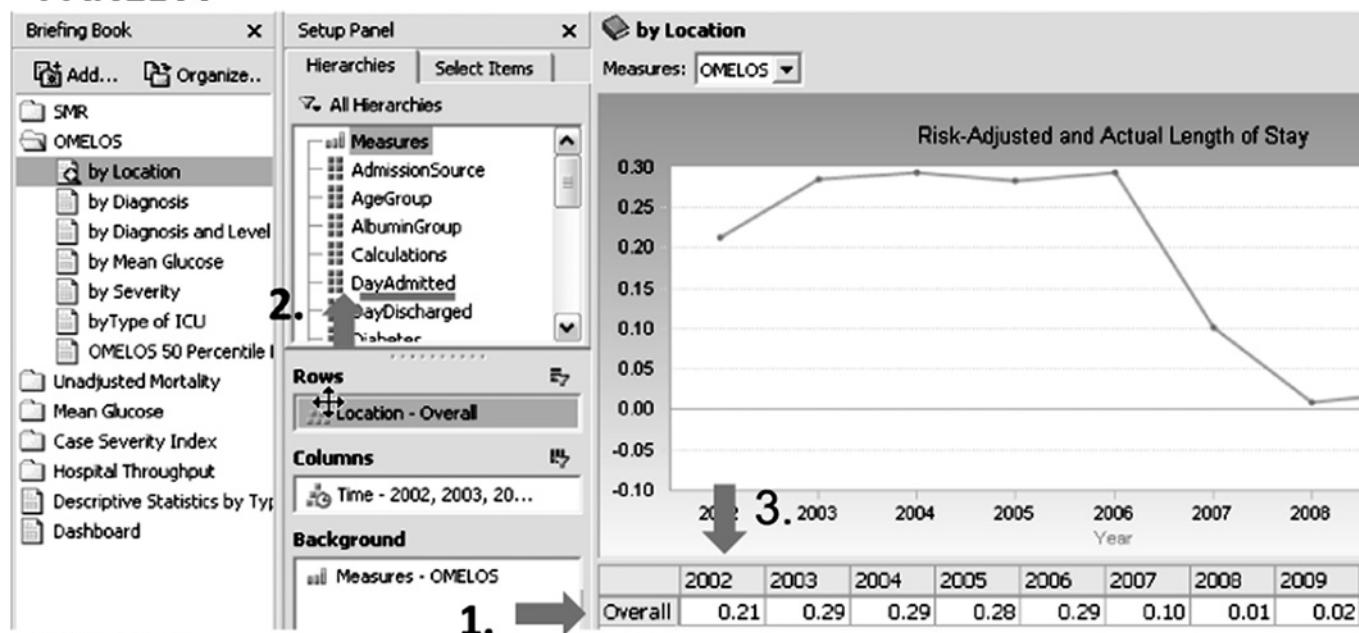 Briefing Book
Add... Organize..
SMR
OMELOS
by Location
by Diagnosis
by Diagnosis and Level
by Mean Glucose
by Severity
byType of ICU
OMELOS 50 Percentile
Unadjusted Mortality
Mean Glucose
Case Severity Index
Hospital Throughput
Descriptive Statistics by Typ
Dashboard
Setup Panel
Hierarchies Select Items
All Hierarchies
Measures
AdmissionSource
AgeGroup
AlbuminGroup
Calculations
DayAdmitted
2.
DayDischarged
Diabetes
Rows
Location - Overall
Columns
Time - 2002, 2003, 20...
Background
Measures - OMELOS
1.
by Location
Measures: OMELOS
Risk-Adjusted and Actual Length of Stay
0.30
0.25
0.20
0.15
0.10
0.05
0.00
-0.05
-0.10
2002 2003 2004 2005 2006 2007 2008
3.
Year
2002 2003 2004 2005 2006 2007 2008 2009
Overall 0.21 0.29 0.29 0.28 0.29 0.10 0.01 0.02